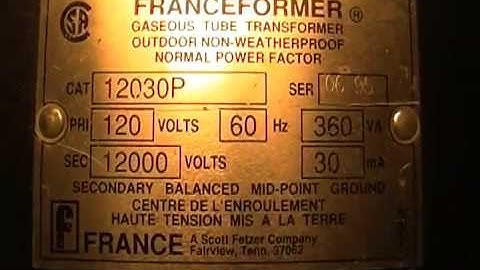 FRANCEFORMER ®
GASEOUS TUBE TRANSFORMER
OUTDOOR NON-WEATHERPROOF
NORMAL POWER FACTOR
CAT 12030P SER 06 95
PRI 120 VOLTS 60 Hz 360 VA
SEC 12000 VOLTS 30 mA
SECONDARY BALANCED MID-POINT GROUND
CENTRE DE L'ENROULEMENT
HAUTE TENSION MIS A LA TERRE
FRANCE A Scott Fetzer Company
Fairview, Tenn. 37062